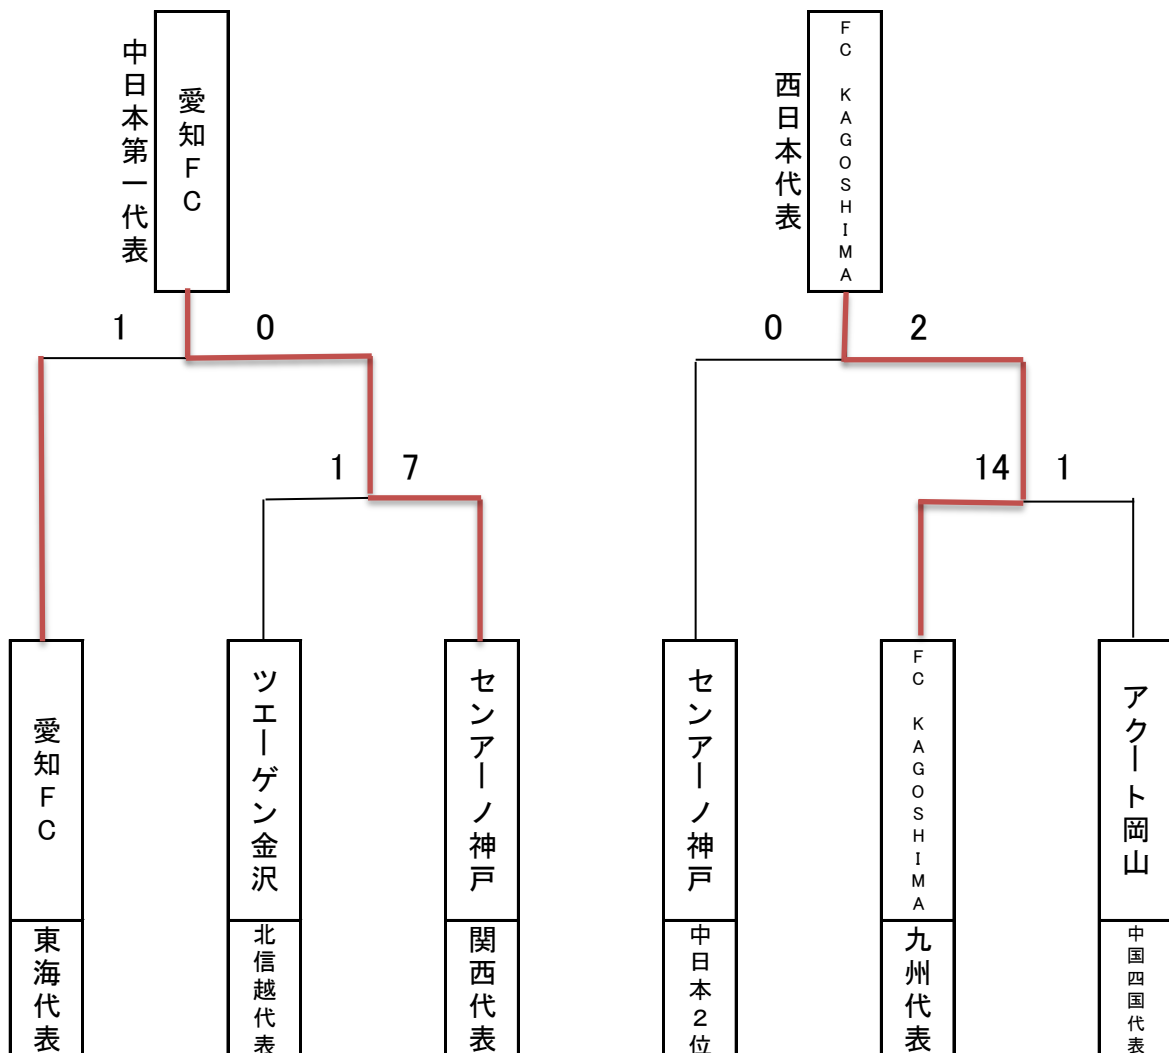 中日本第一代表
愛知FC
西日本代表
FC KAGOSHIMA
1 0
0 2
1 7
14 1
愛知FC
ツエーゲン金沢
センアーノ神戸
センアーノ神戸
FC KAGOSHIMA
アクート岡山
東海代表
北信越代表
関西代表
中日本2位
九州代表
中国四国代表